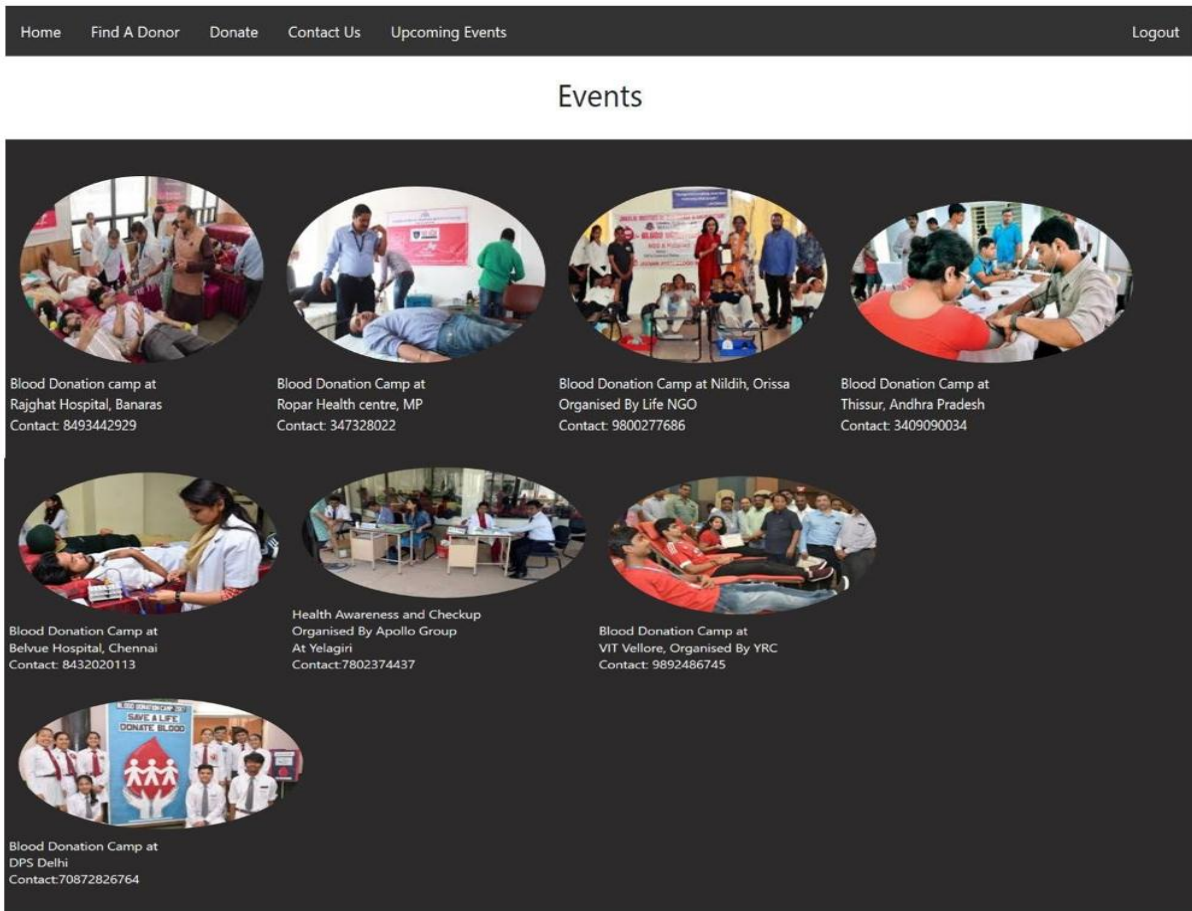 Home Find A Donor Donate Contact Us Upcoming Events Logout
Events
Blood Donation camp at
Rajghat Hospital, Banaras
Contact: 8493442929
Blood Donation Camp at
Ropar Health centre, MP
Contact: 347328022
BLOOD
Blood Donation Camp at Nildih, Orissa
Organised By Life NGO
Contact: 9800277686
Blood Donation Camp at
Thissur, Andhra Pradesh
Contact: 3409090034
Blood Donation Camp at
Belvue Hospital, Chennai
Contact: 8432020113
Health Awareness and Checkup
Organised By Apollo Group
At Yelagiri
Contact:7802374437
Blood Donation Camp at
VIT Vellore, Organised By YRC
Contact: 9892486745
BLOOD DONATION CAMP
SAVE A LIFE
DONATE BLOOD
Blood Donation Camp at
DPS Delhi
Contact:70872826764